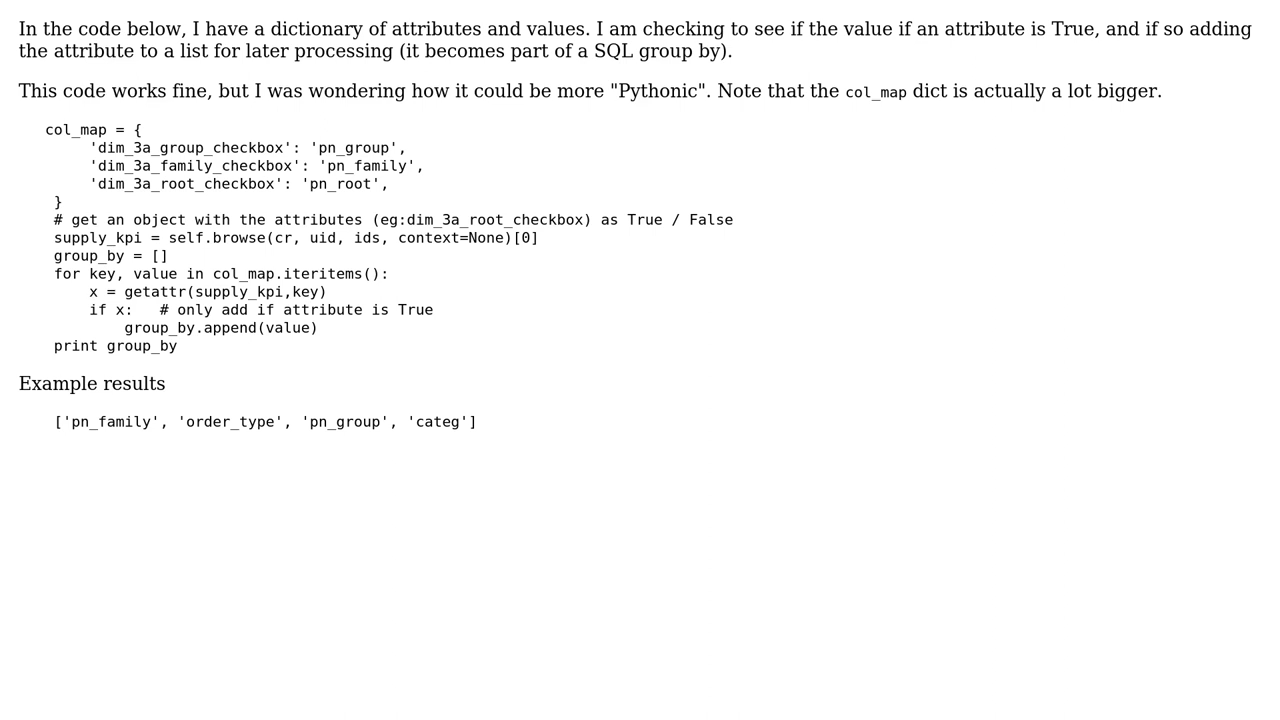 In the code below, I have a dictionary of attributes and values. I am checking to see if the value if an attribute is True, and if so adding
the attribute to a list for later processing (it becomes part of a SQL group by).
This code works fine, but I was wondering how it could be more "Pythonic". Note that the col_map dict is actually a lot bigger.
col_map = {
     'dim_3a_group_checkbox': 'pn_group',
     'dim_3a_family_checkbox': 'pn_family',
     'dim_3a_root_checkbox': 'pn_root',
 }
 # get an object with the attributes (eg:dim_3a_root_checkbox) as True / False
 supply_kpi = self.browse(cr, uid, ids, context=None)[0]
 group_by = []
 for key, value in col_map.iteritems():
     x = getattr(supply_kpi,key)
     if x:   # only add if attribute is True
         group_by.append(value)
 print group_by
Example results
 ['pn_family', 'order_type', 'pn_group', 'categ']